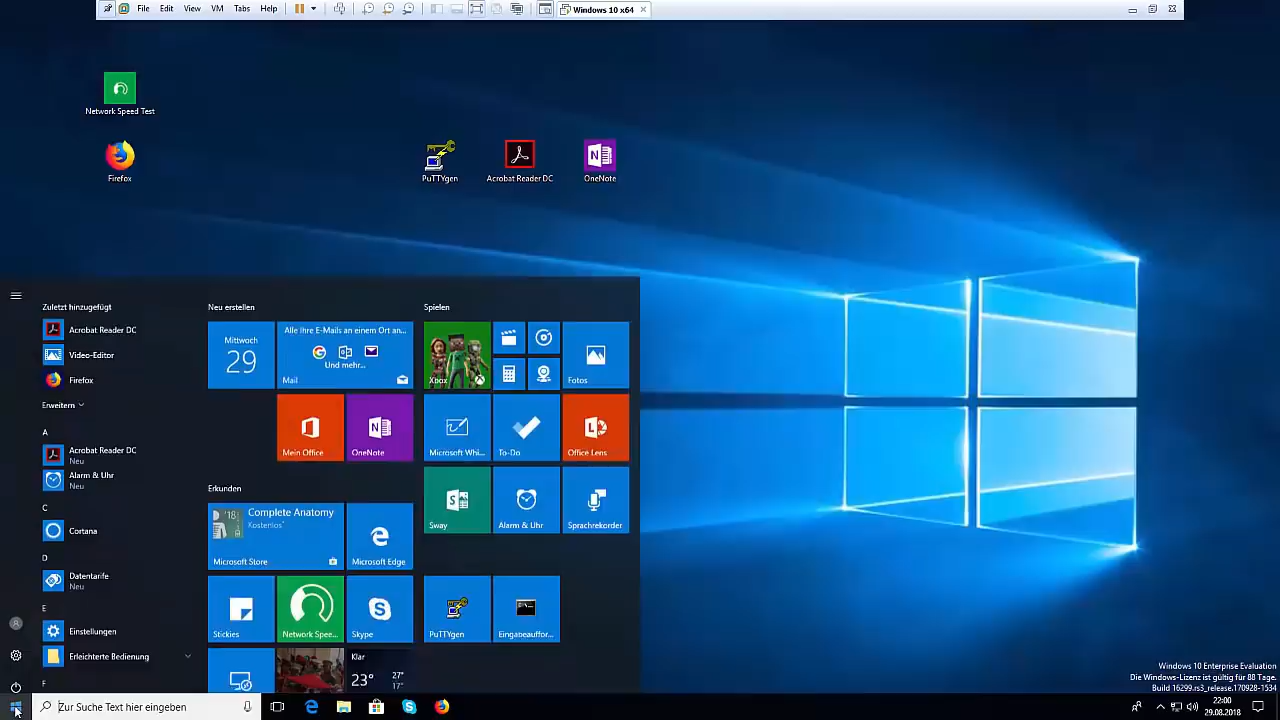 File Edit View VM Tabs Help
Windows 10 x64
Network Speed Test
Firefox
PuTTYgen
Acrobat Reader DC
OneNote
Zuletzt hinzugefügt
Acrobat Reader DC
Video-Editor
Firefox
Erweitern
A
Acrobat Reader DC
Neu
Alarm & Uhr
Neu
C
Cortana
D
Datentarife
Neu
E
Einstellungen
Erleichterte Bedienung
F
Neu erstellen
Mittwoch
29
Alle Ihre E-Mails an einem Ort an...
Und mehr...
Mail
Mein Office
OneNote
Erkunden
Complete Anatomy
Kostenlos*
Microsoft Store
Microsoft Edge
Stickies
Network Spee...
Skype
Klar
23°
27°
17°
Spielen
Xbox
Fotos
Microsoft Whi...
To-Do
Office Lens
Sway
Alarm & Uhr
Sprachrekorder
PuTTYgen
Eingabeauffor...
Windows 10 Enterprise Evaluation
Die Windows-Lizenz ist gültig für 88 Tage.
Build 16299.rs3_release.170928-1534
Zur Suche Text hier eingeben
22:00
29.08.2018